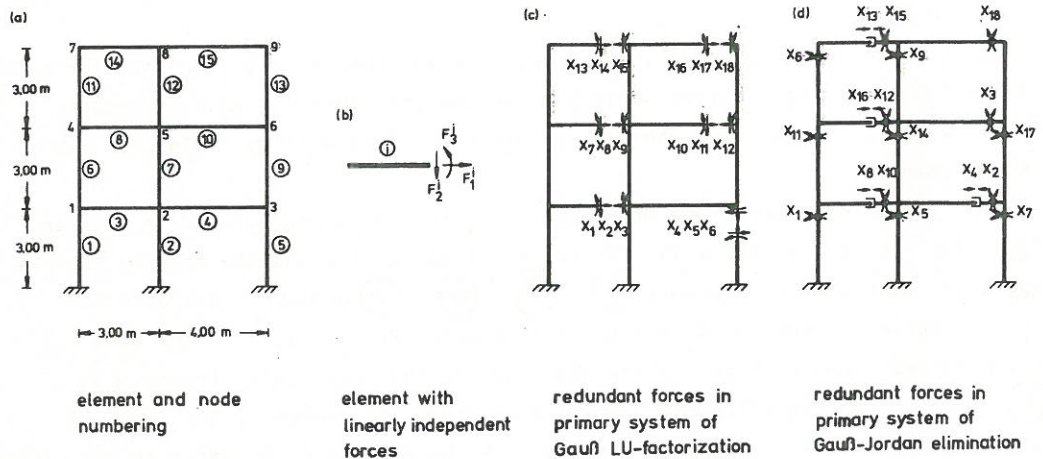 (a)
7 8 9
14 15
3,00 m 11 12 13
4 5 6
8 10
3,00 m 6 7 9
1 2 3
3 4
3,00 m 1 2 5
3,00 m 4,00 m
element and node
numbering
(b)
i
F₃ⁱ
F₂ⁱ F₁ⁱ
element with
linearly independent
forces
(c)
X₁₃ X₁₄ X₁₅ X₁₆ X₁₇ X₁₈
X₇ X₈ X₉ X₁₀ X₁₁ X₁₂
X₁ X₂ X₃ X₄ X₅ X₆
redundant forces in
primary system of
Gauß LU-factorization
(d)
X₁₃ X₁₅ X₁₈
X₆ X₉
X₁₆ X₁₂ X₃
X₁₁ X₁₄ X₁₇
X₈ X₁₀ X₄ X₂
X₁ X₅ X₇
redundant forces in
primary system of
Gauß-Jordan elimination